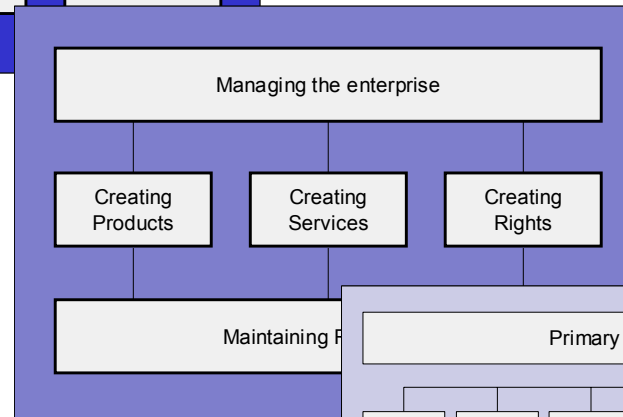 Managing the enterprise
Creating
Products
Creating
Services
Creating
Rights
Maintaining
Primary